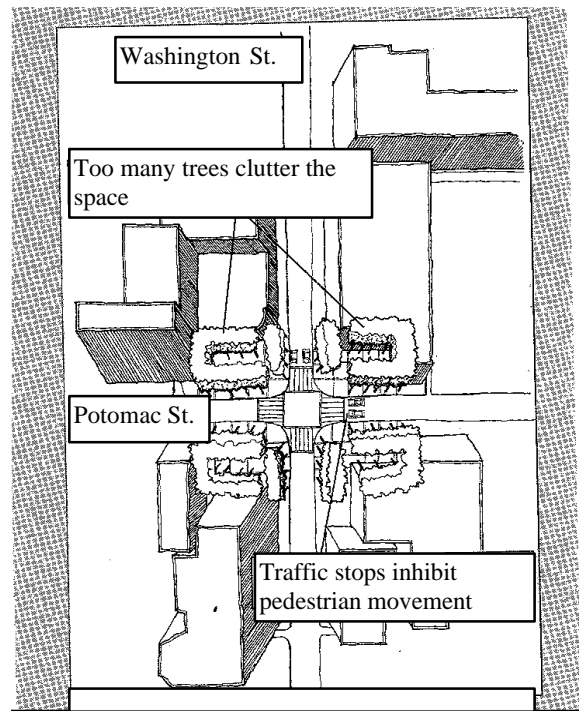 Washington St.
Too many trees clutter the
space
Potomac St.
Traffic stops inhibit
pedestrian movement